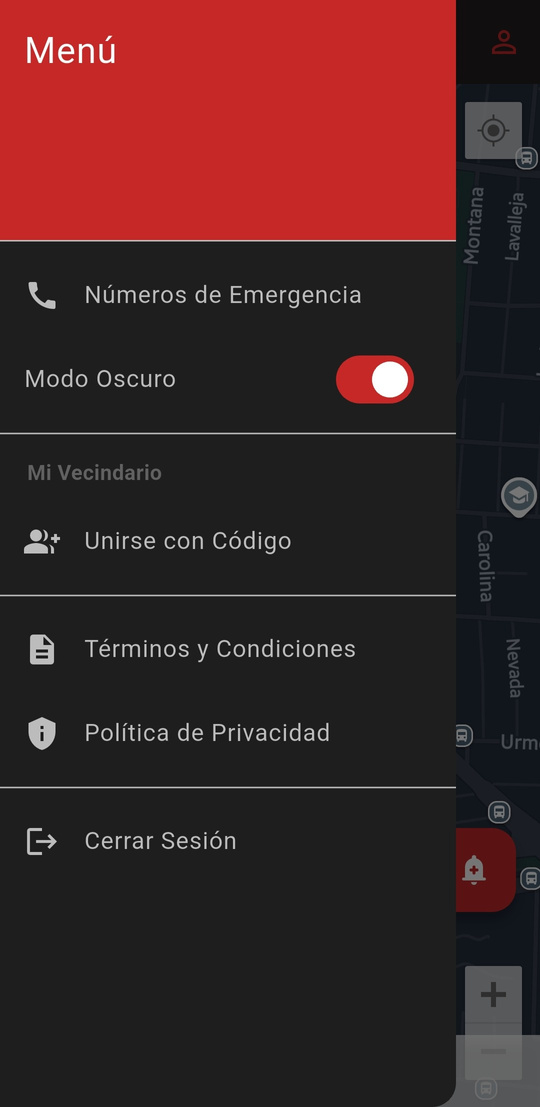 Menú
Números de Emergencia
Modo Oscuro
Mi Vecindario
Unirse con Código
Términos y Condiciones
Política de Privacidad
Cerrar Sesión
Montana
Lavalleja
Carolina
Nevada
Urm